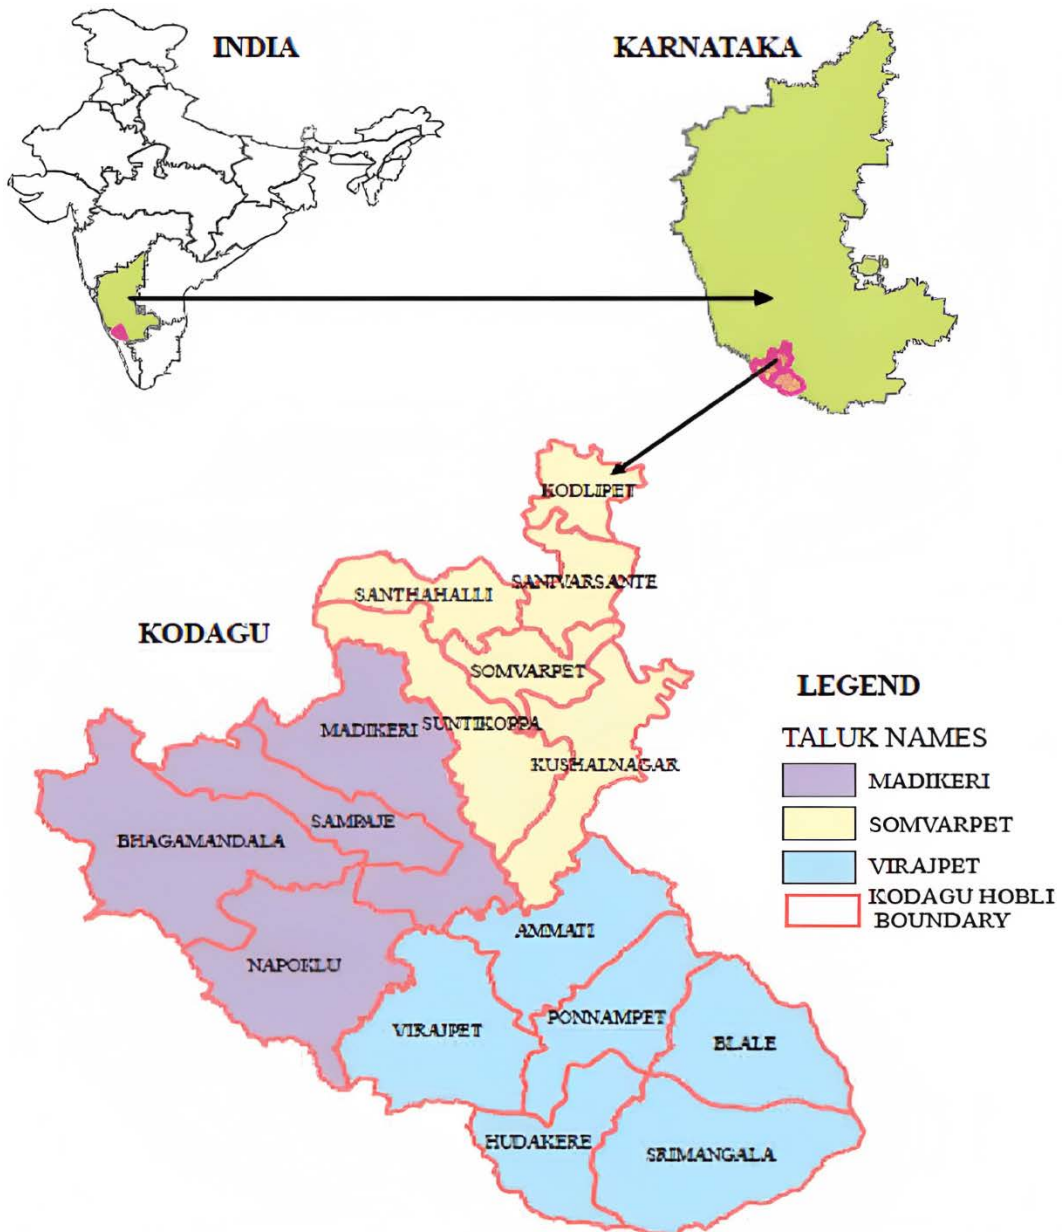 INDIA
KARNATAKA
KODLIPET
SANIVARSANTE
SANTHAHALLI
KODAGU
SOMVARPET
MADIKERI
SUNTIKOPPA
KUSHALNAGAR
SAMPAJE
BHAGAMANDALA
AMMATI
NAPOKLU
VIRAJPET
PONNAMPET
BLALE
HUDAKERE
SRIMANGALA
LEGEND
TALUK NAMES
MADIKERI
SOMVARPET
VIRAJPET
KODAGU HOBLI
BOUNDARY